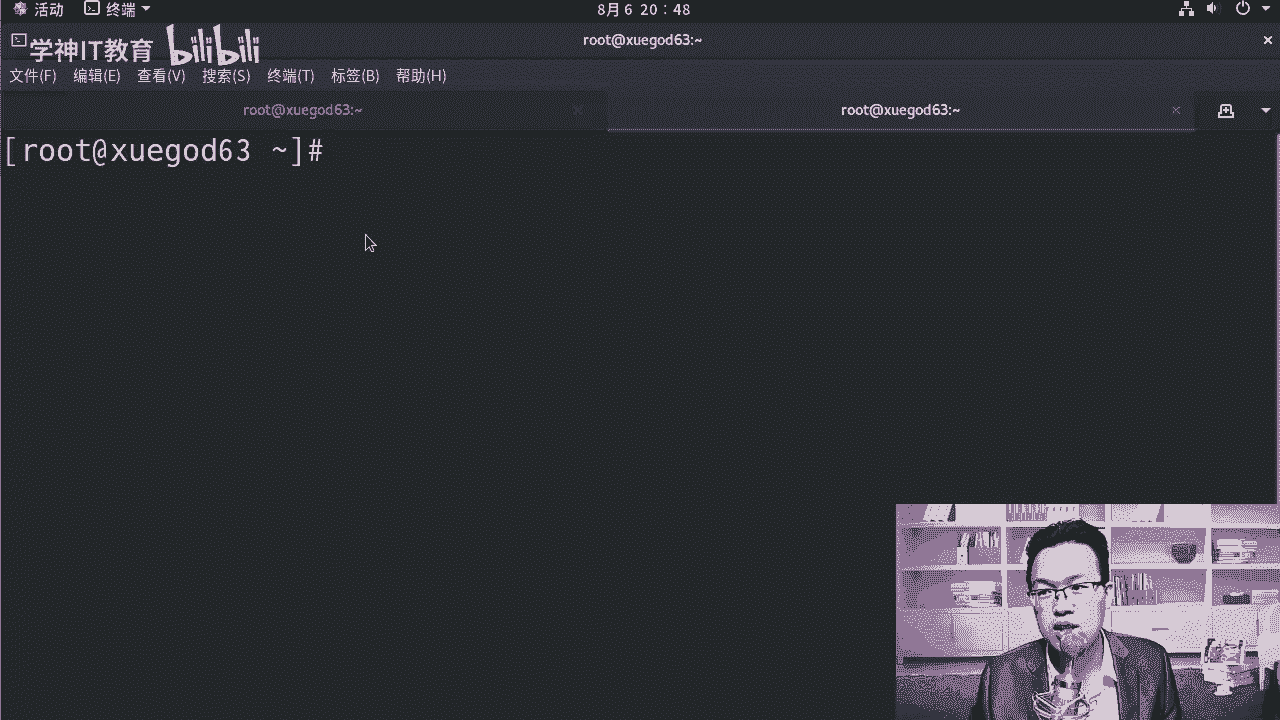 活动 终端 8月 6 20：48
学神IT教育 bilibili root@xuegod63:~
文件(F) 编辑(E) 查看(V) 搜索(S) 终端(T) 标签(B) 帮助(H)
root@xuegod63:~ root@xuegod63:~
[root@xuegod63 ~]#